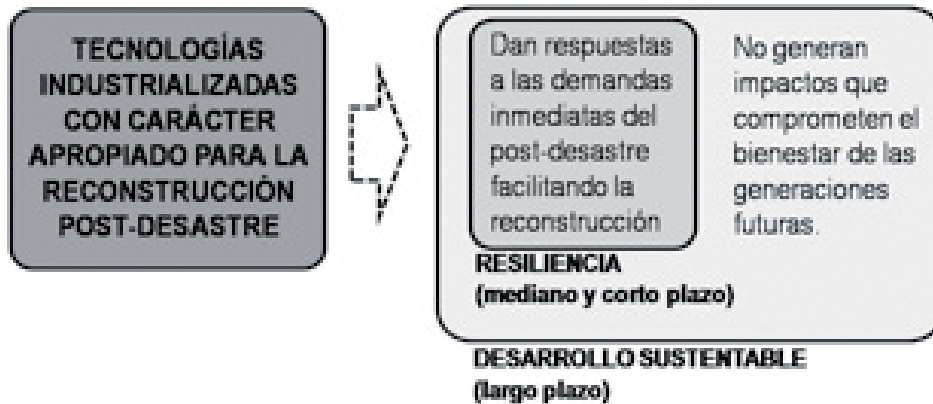 TECNOLOGÍAS
INDUSTRIALIZADAS
CON CARÁCTER
APROPIADO PARA LA
RECONSTRUCCIÓN
POST-DESASTRE
Dan respuestas
a las demandas
inmediatas del
post-desastre
facilitando la
reconstrucción
No generan
impactos que
comprometen el
bienestar de las
generaciones
futuras.
RESILIENCIA
(mediano y corto plazo)
DESARROLLO SUSTENTABLE
(largo plazo)